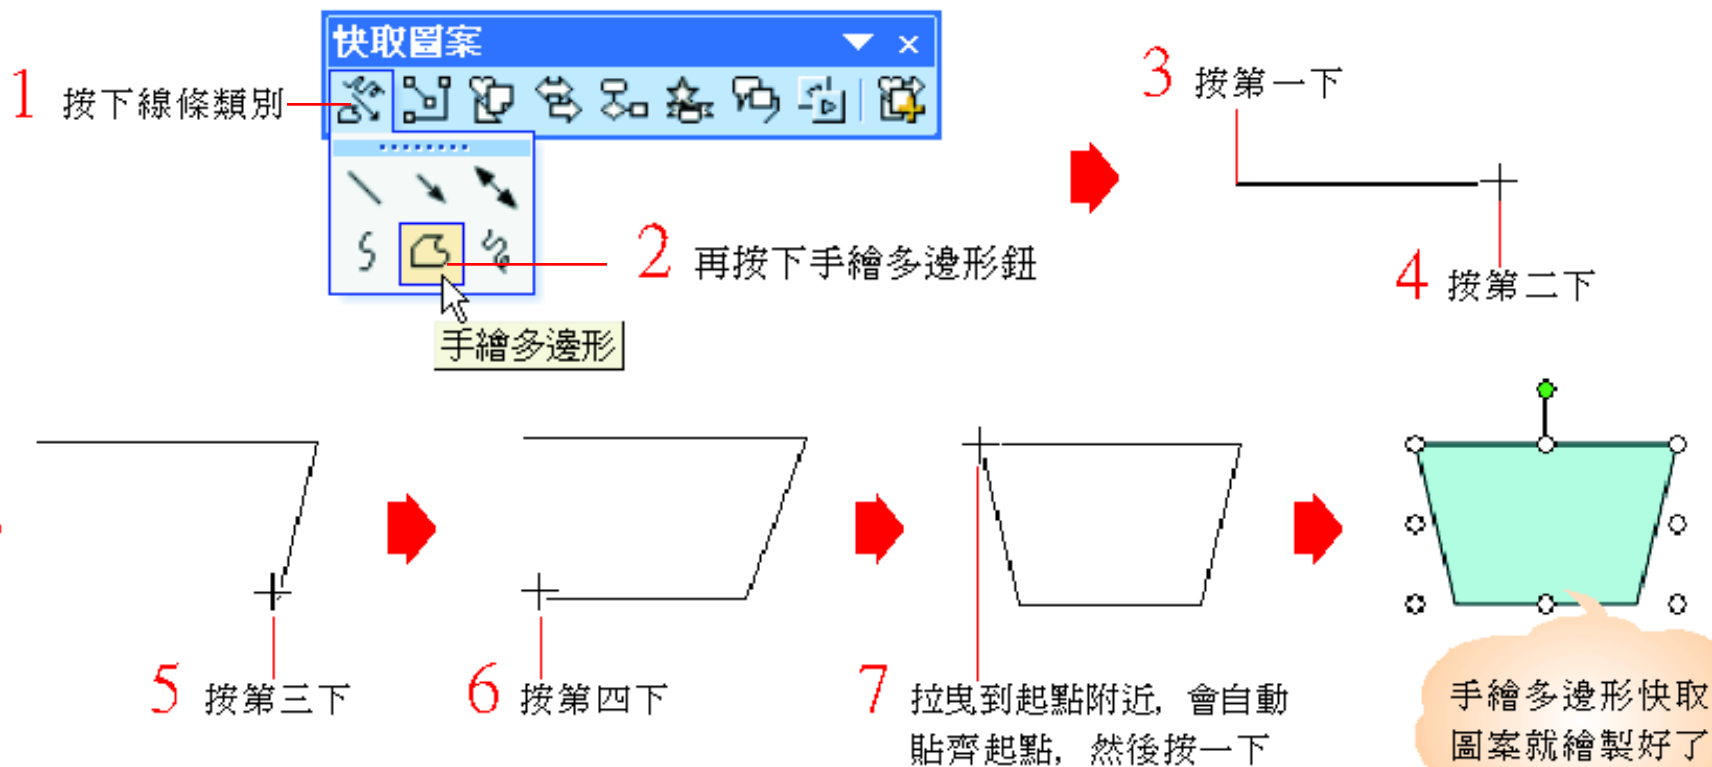 快取圖案
1 按下線條類別
2 再按下手繪多邊形鈕
手繪多邊形
3 按第一下
4 按第二下
5 按第三下
6 按第四下
7 拉曳到起點附近, 會自動
貼齊起點, 然後按一下
手繪多邊形快取
圖案就繪製好了